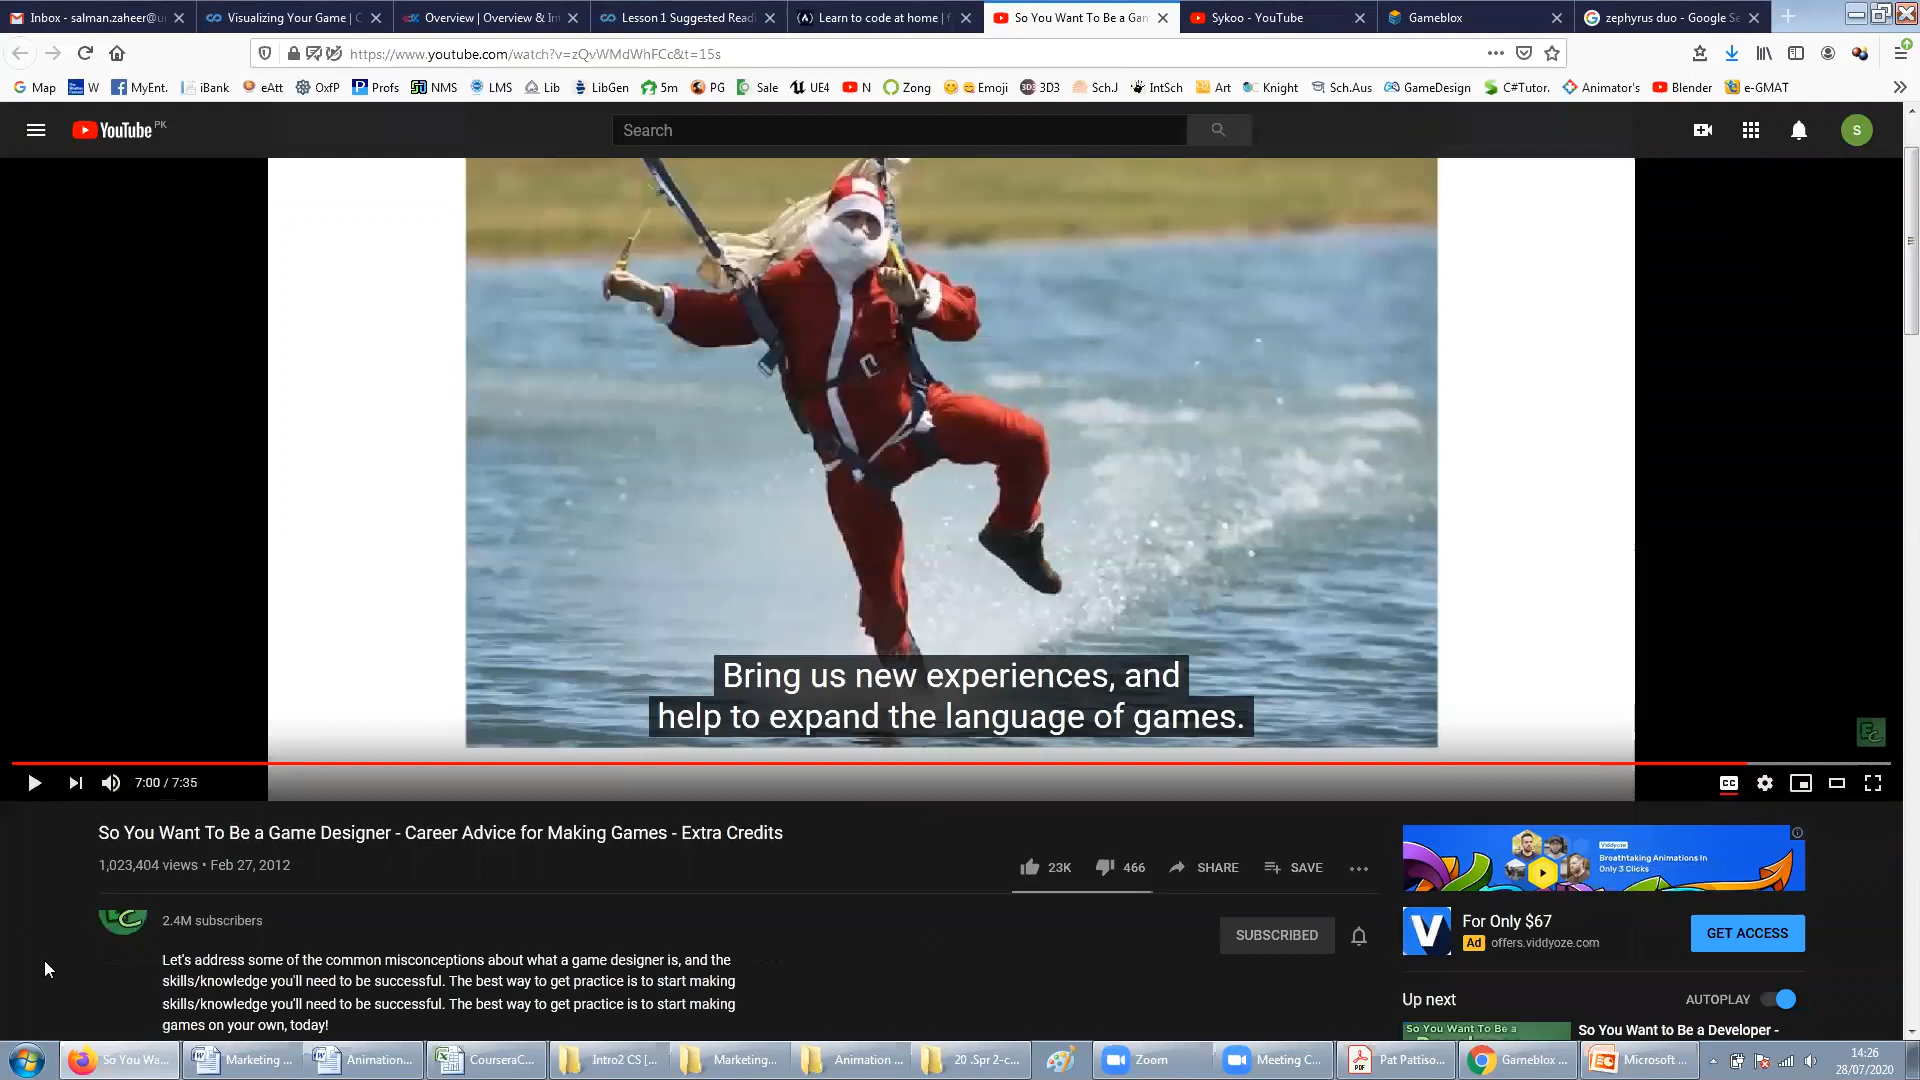 Inbox - salman.zaheer@u
Visualizing Your Game | C
Overview | Overview & In
Lesson 1 Suggested Readi
Learn to code at home | f
So You Want To Be a Gan
Sykoo - YouTube
Gameblox
zephyrus duo - Google Se
https://www.youtube.com/watch?v=zQvWMdWhFCc&t=15s
Map
W
MyEnt.
iBank
eAtt
OxfP
Profs
NMS
LMS
Lib
LibGen
5m
PG
Sale
UE4
N
Zong
Emoji
3D3
Sch.J
IntSch
Art
Knight
Sch.Aus
GameDesign
C#Tutor.
Animator's
Blender
e-GMAT
YouTube PK
Search
S
Bring us new experiences, and
help to expand the language of games.
EC
7:00 / 7:35
CC
So You Want To Be a Game Designer - Career Advice for Making Games - Extra Credits
1,023,404 views • Feb 27, 2012
23K
466
SHARE
SAVE
2.4M subscribers
SUBSCRIBED
Let's address some of the common misconceptions about what a game designer is, and the
skills/knowledge you'll need to be successful. The best way to get practice is to start making
skills/knowledge you'll need to be successful. The best way to get practice is to start making
games on your own, today!
Viddyoze
Breathtaking Animations In
Only 3 Clicks
For Only $67
Ad offers.viddyoze.com
GET ACCESS
Up next
AUTOPLAY
So You Want To Be a
So You Want to Be a Developer -
So You Wa...
Marketing ...
Animation...
CourseraC...
Intro2 CS [...
Marketing...
Animation ...
20 .Spr 2-c...
Zoom
Meeting C...
Pat Pattiso...
Gameblox ...
Microsoft ...
14:26
28/07/2020